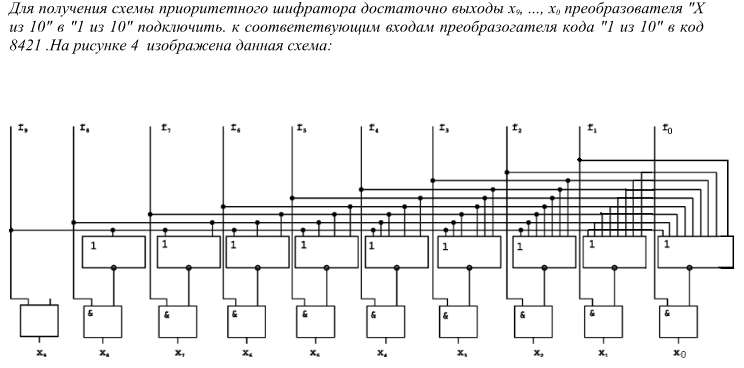 Для получения схемы приоритетного шифратора достаточно выходы x₉, ..., x₀ преобразователя "X
из 10" в "1 из 10" подключить. к соответствующим входам преобразогателя кода "1 из 10" в код
8421 .На рисунке 4 изображена данная схема:
f₉ f₈ f₇ f₆ f₅ f₄ f₃ f₂ f₁ f₀
1 1 1 1 1 1 1 1 1
& & & & & & & & &
x₉ x₈ x₇ x₆ x₅ x₄ x₃ x₂ x₁ x₀